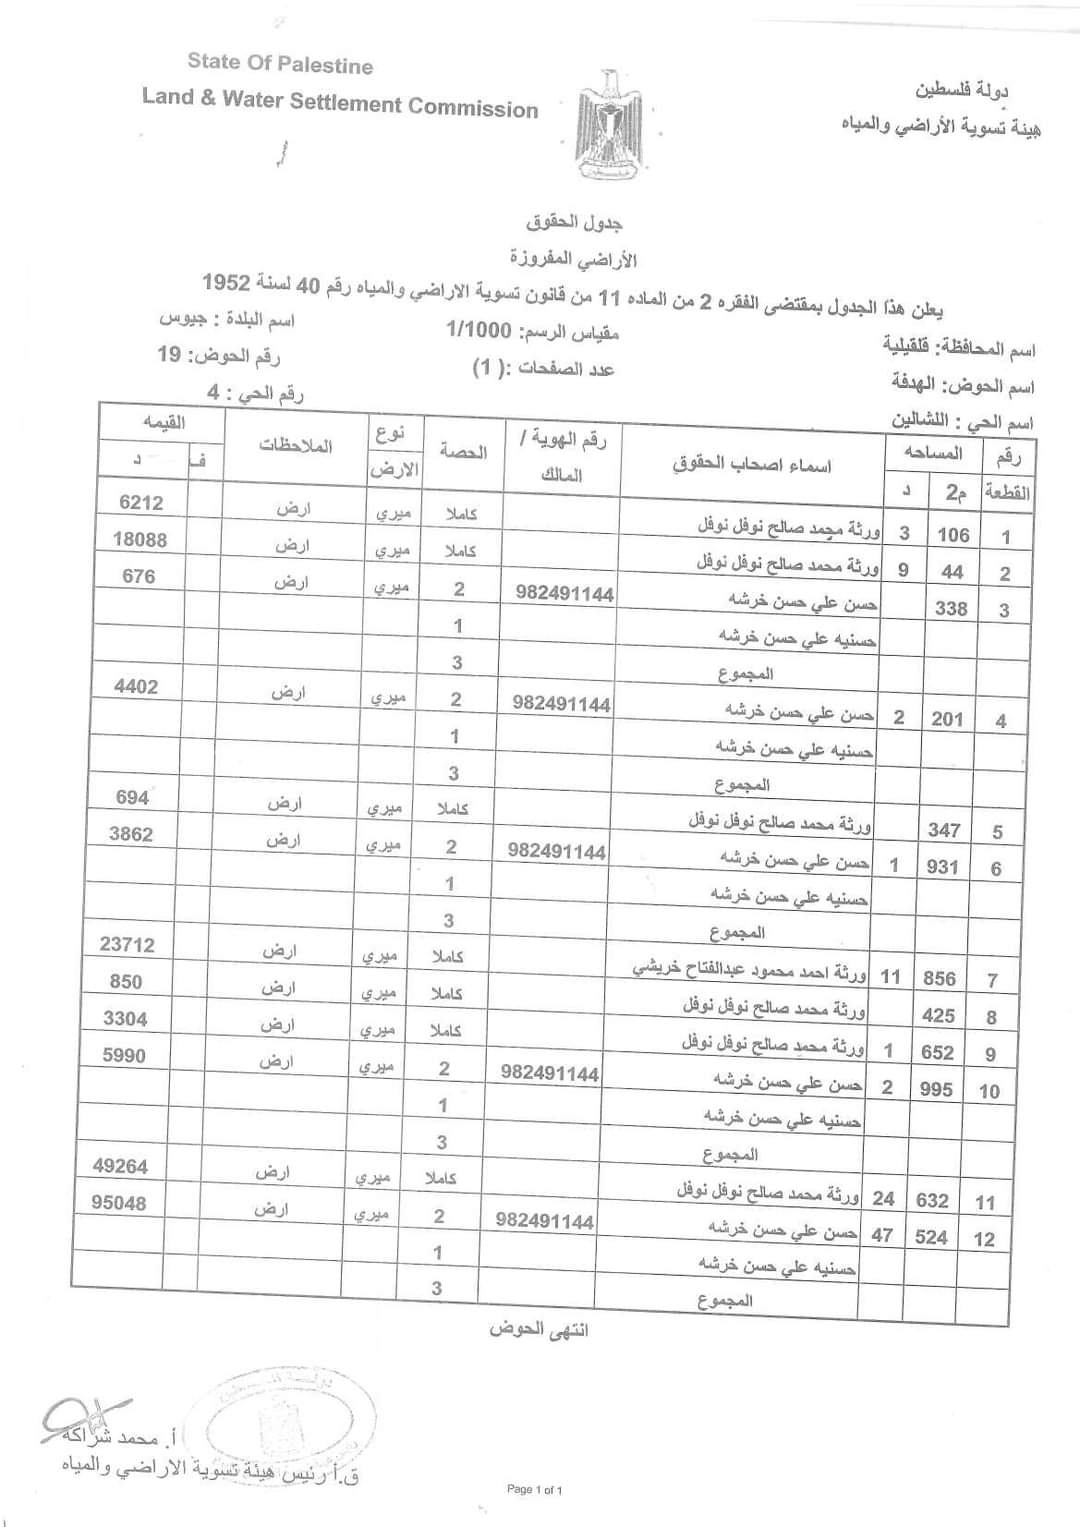 State Of Palestine
Land & Water Settlement Commission
دولة فلسطين
هيئة تسوية الأراضي والمياه
جدول الحقوق
الأراضي المفروزة
يعلن هذا الجدول بمقتضى الفقره 2 من الماده 11 من قانون تسوية الاراضي والمياه رقم 40 لسنة 1952
اسم المحافظة: قلقيلية مقياس الرسم: 1/1000 اسم البلدة : جيوس
اسم الحوض: الهدفة عدد الصفحات :( 1) رقم الحوض: 19
اسم الحي : اللشالين رقم الحي : 4
رقم القطعة المساحه م2 د اسماء اصحاب الحقوق رقم الهوية / المالك الحصة نوع الارض الملاحظات القيمه ف د
1 106 3 ورثة محمد صالح نوفل نوفل كاملا ميري ارض 6212
2 44 9 ورثة محمد صالح نوفل نوفل كاملا ميري ارض 18088
3 338 حسن علي حسن خرشه 982491144 2 ميري ارض 676
حسنيه علي حسن خرشه 1
المجموع 3
4 201 2 حسن علي حسن خرشه 982491144 2 ميري ارض 4402
حسنيه علي حسن خرشه 1
المجموع 3
5 347 ورثة محمد صالح نوفل نوفل كاملا ميري ارض 694
6 931 1 حسن علي حسن خرشه 982491144 2 ميري ارض 3862
حسنيه علي حسن خرشه 1
المجموع 3
7 856 11 ورثة احمد محمود عبدالفتاح خريشي كاملا ميري ارض 23712
8 425 ورثة محمد صالح نوفل نوفل كاملا ميري ارض 850
9 652 1 ورثة محمد صالح نوفل نوفل كاملا ميري ارض 3304
10 995 2 حسن علي حسن خرشه 982491144 2 ميري ارض 5990
حسنيه علي حسن خرشه 1
المجموع 3
11 632 24 ورثة محمد صالح نوفل نوفل كاملا ميري ارض 49264
12 524 47 حسن علي حسن خرشه 982491144 2 ميري ارض 95048
حسنيه علي حسن خرشه 1
المجموع 3
انتهى الحوض
أ. محمد شراكه
ق.أ رئيس هيئة تسوية الاراضي والمياه
Page 1 of 1